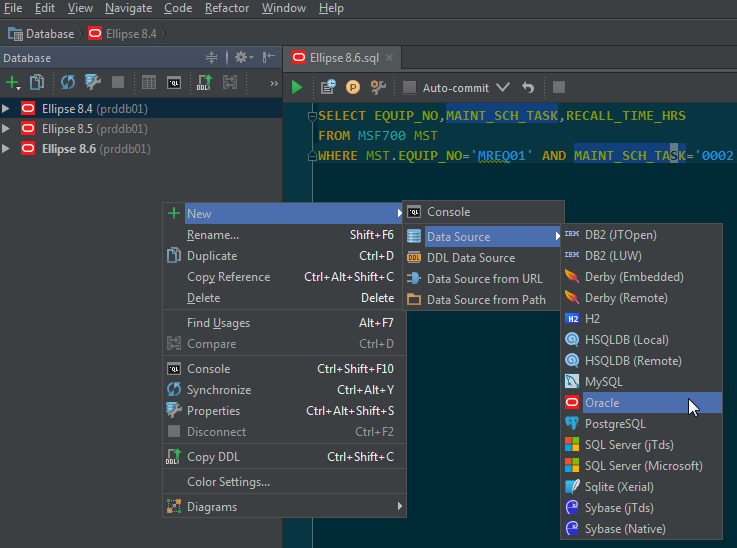 File Edit View Navigate Code Refactor Window Help
Database Ellipse 8.4
Database
Ellipse 8.6.sql
DDL
Auto-commit
Ellipse 8.4 (prddb01)
Ellipse 8.5 (prddb01)
Ellipse 8.6 (prddb01)
SELECT EQUIP_NO,MAINT_SCH_TASK,RECALL_TIME_HRS
FROM MSF700 MST
WHERE MST.EQUIP_NO='MREQ01' AND MAINT_SCH_TASK='0002
New
Rename... Shift+F6
Duplicate Ctrl+D
Copy Reference Ctrl+Alt+Shift+C
Delete Delete
Find Usages Alt+F7
Compare Ctrl+D
Console Ctrl+Shift+F10
Synchronize Ctrl+Alt+Y
Properties Ctrl+Alt+Shift+S
Disconnect Ctrl+F2
Copy DDL Ctrl+Shift+C
Color Settings...
Diagrams
Console
Data Source
DDL Data Source
Data Source from URL
Data Source from Path
IBM DB2 (JTOpen)
IBM DB2 (LUW)
Derby (Embedded)
Derby (Remote)
H2 H2
HSQLDB (Local)
HSQLDB (Remote)
MySQL
Oracle
PostgreSQL
SQL Server (jTds)
SQL Server (Microsoft)
Sqlite (Xerial)
Sybase (jTds)
Sybase (Native)